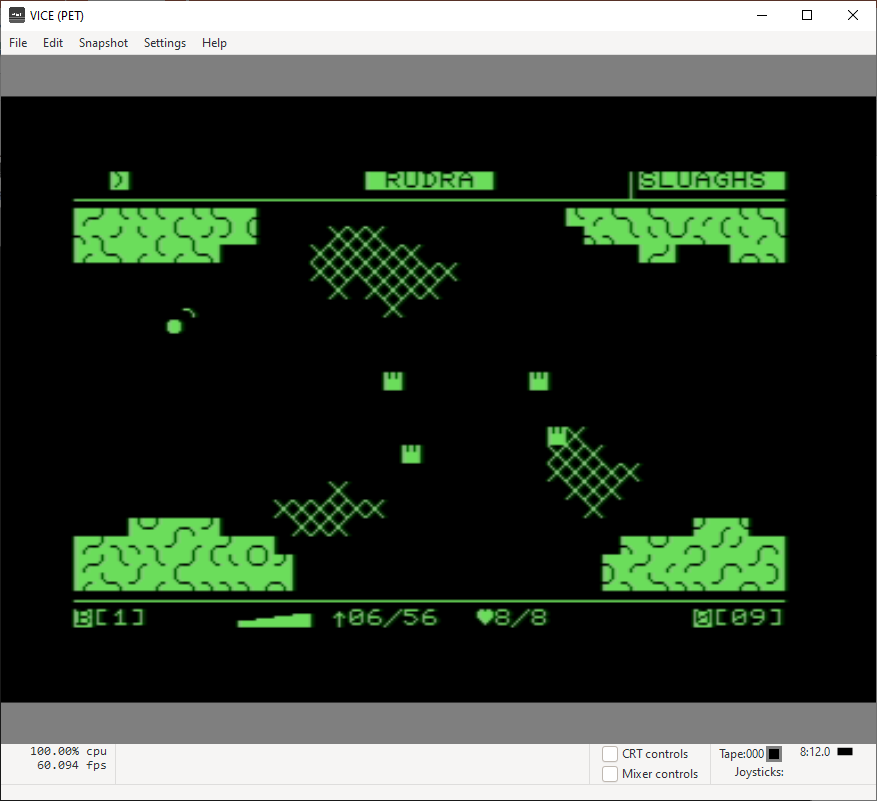 VICE (PET)
File Edit Snapshot Settings Help
) RUDRA SLUAGHS
B[1] ↑06/56 ♥8/8 0[09]
100.00% cpu
60.094 fps
CRT controls
Mixer controls
Tape:000
8:12.0
Joysticks: